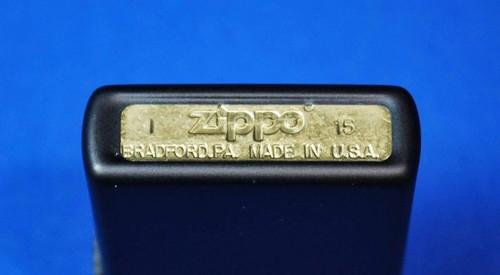 I Zippo® 15
BRADFORD,PA. MADE IN U.S.A.